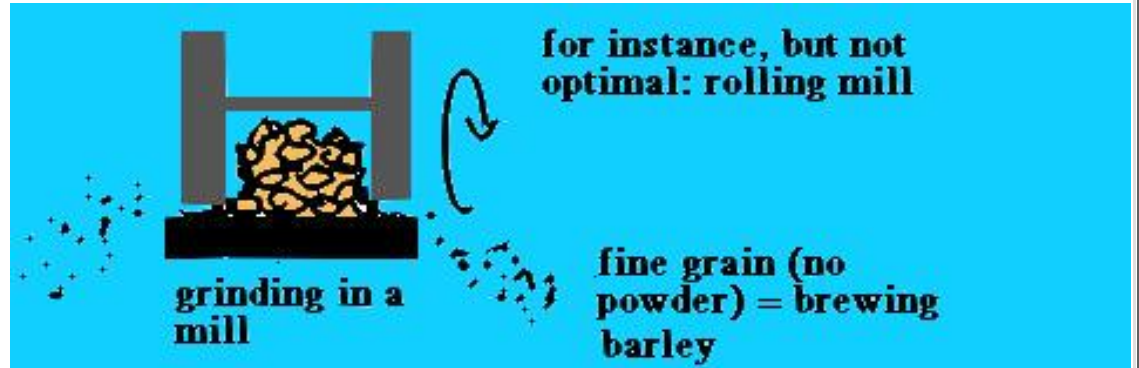 for instance, but not
optimal: rolling mill
grinding in a
mill
fine grain (no
powder) = brewing
barley